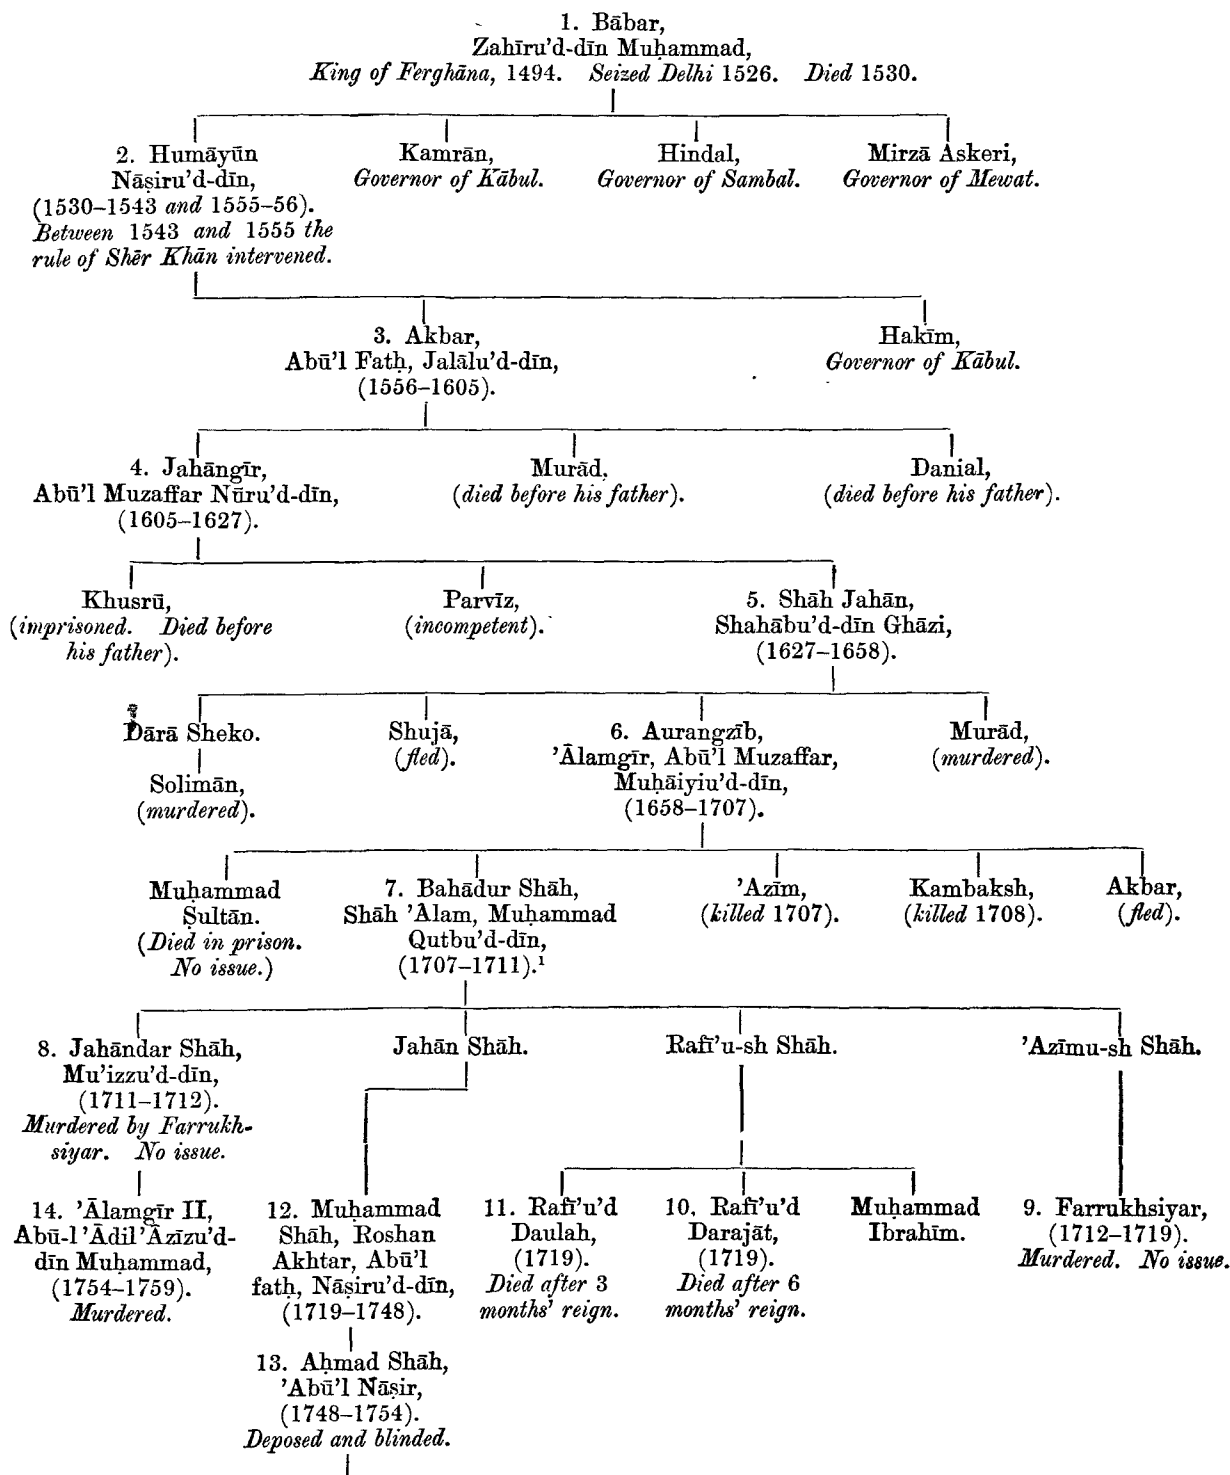 1. Bābar,
Zahīru'd-dīn Muḥammad,
King of Ferghāna, 1494. Seized Delhi 1526. Died 1530.
2. Humāyūn
Nāṣiru'd-dīn,
(1530–1543 and 1555–56).
Between 1543 and 1555 the
rule of Shēr Khān intervened.
Kamrān,
Governor of Kābul.
Hindal,
Governor of Sambal.
Mirzā Askeri,
Governor of Mewat.
3. Akbar,
Abū'l Fatḥ, Jalālu'd-dīn,
(1556–1605).
Hakīm,
Governor of Kābul.
4. Jahāngīr,
Abū'l Muzaffar Nūru'd-dīn,
(1605–1627).
Murād,
(died before his father).
Danial,
(died before his father).
Khusrū,
(imprisoned. Died before
his father).
Parvīz,
(incompetent).
5. Shāh Jahān,
Shahābu'd-dīn Ghāzi,
(1627–1658).
Dārā Sheko.
Solimān,
(murdered).
Shujā,
(fled).
6. Aurangzīb,
'Ālamgīr, Abū'l Muzaffar,
Muḥāiyiu'd-dīn,
(1658–1707).
Murād,
(murdered).
Muḥammad
Ṣultān.
(Died in prison.
No issue.)
7. Bahādur Shāh,
Shāh 'Ālam, Muḥammad
Qutbu'd-dīn,
(1707–1711).¹
'Azīm,
(killed 1707).
Kambaksh,
(killed 1708).
Akbar,
(fled).
8. Jahāndar Shāh,
Mu'izzu'd-dīn,
(1711–1712).
Murdered by Farrukh-
siyar. No issue.
Jahān Shāh.
Rafī'u-sh Shāh.
'Azīmu-sh Shāh.
14. 'Ālamgīr II,
Abū-l 'Ādil 'Azīzu'd-
dīn Muḥammad,
(1754–1759).
Murdered.
12. Muḥammad
Shāh, Roshan
Akhtar, Abū'l
fatḥ, Nāṣiru'd-dīn,
(1719–1748).
11. Rafī'u'd
Daulah,
(1719).
Died after 3
months' reign.
10. Rafī'u'd
Darajāt,
(1719).
Died after 6
months' reign.
Muḥammad
Ibrahīm.
9. Farrukhsiyar,
(1712–1719).
Murdered. No issue.
13. Aḥmad Shāh,
'Abū'l Nāṣir,
(1748–1754).
Deposed and blinded.